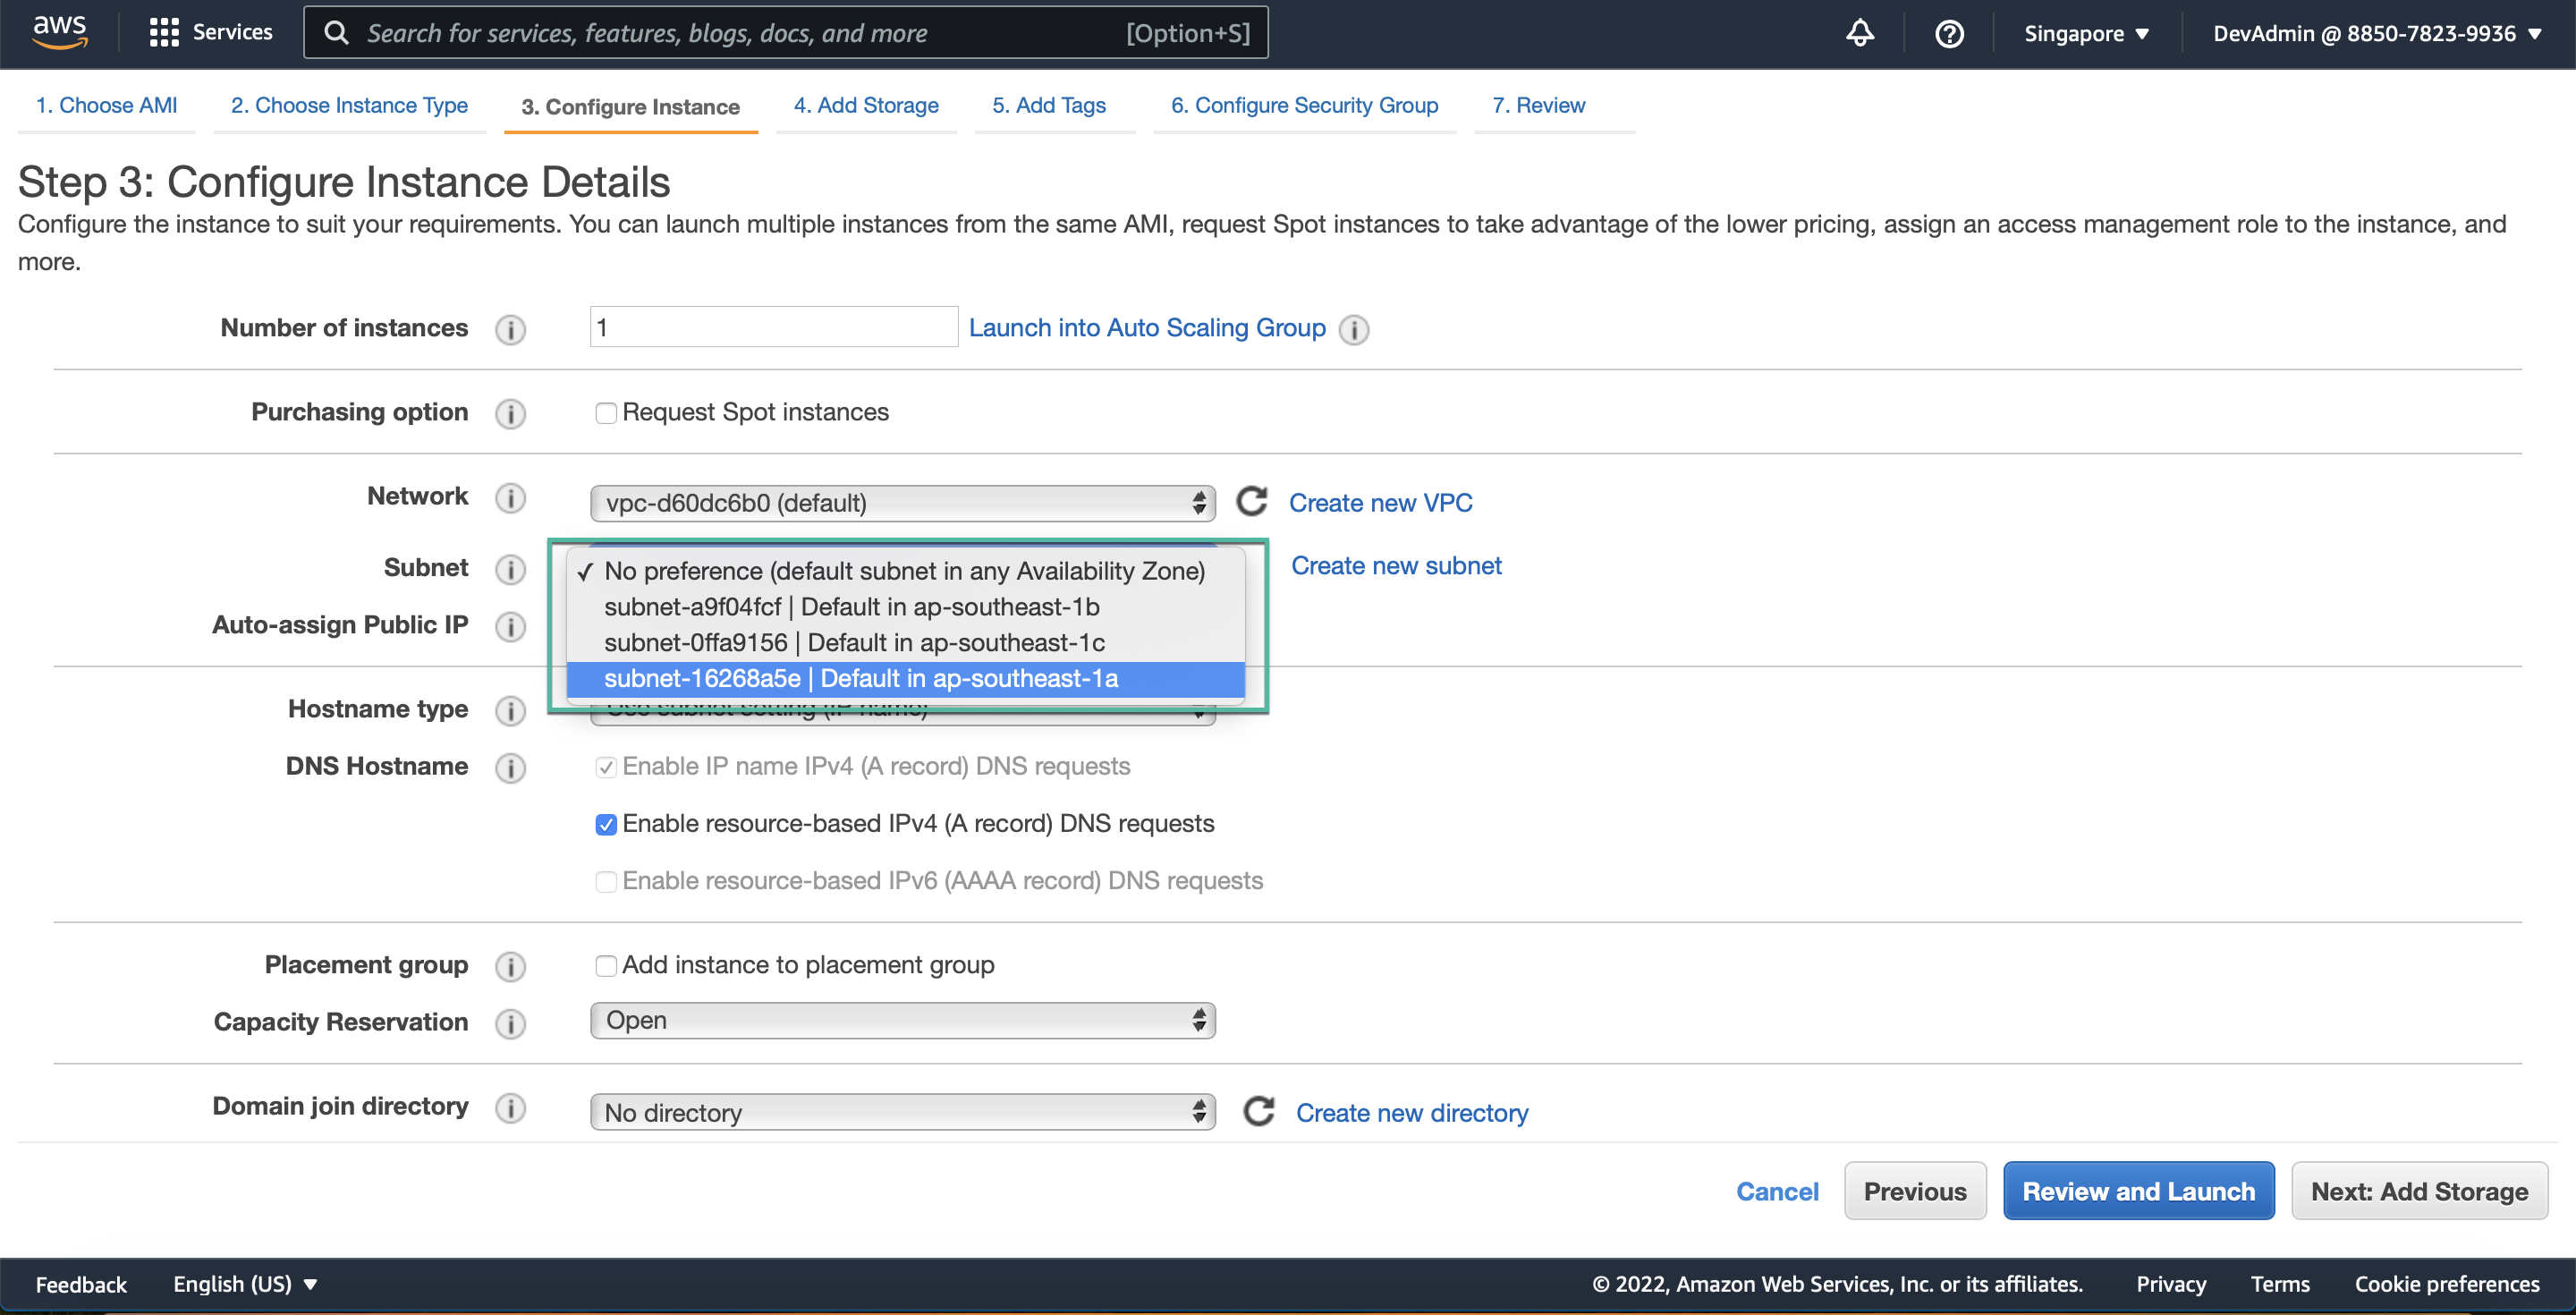 aws Services Search for services, features, blogs, docs, and more [Option+S] Singapore DevAdmin @ 8850-7823-9936
1. Choose AMI 2. Choose Instance Type 3. Configure Instance 4. Add Storage 5. Add Tags 6. Configure Security Group 7. Review
Step 3: Configure Instance Details
Configure the instance to suit your requirements. You can launch multiple instances from the same AMI, request Spot instances to take advantage of the lower pricing, assign an access management role to the instance, and
more.
Number of instances 1 Launch into Auto Scaling Group
Purchasing option Request Spot instances
Network vpc-d60dc6b0 (default) Create new VPC
Subnet No preference (default subnet in any Availability Zone) Create new subnet
subnet-a9f04fcf | Default in ap-southeast-1b
Auto-assign Public IP subnet-0ffa9156 | Default in ap-southeast-1c
subnet-16268a5e | Default in ap-southeast-1a
Hostname type Use subnet setting (IP name)
DNS Hostname Enable IP name IPv4 (A record) DNS requests
Enable resource-based IPv4 (A record) DNS requests
Enable resource-based IPv6 (AAAA record) DNS requests
Placement group Add instance to placement group
Capacity Reservation Open
Domain join directory No directory Create new directory
Cancel Previous Review and Launch Next: Add Storage
Feedback English (US) © 2022, Amazon Web Services, Inc. or its affiliates. Privacy Terms Cookie preferences